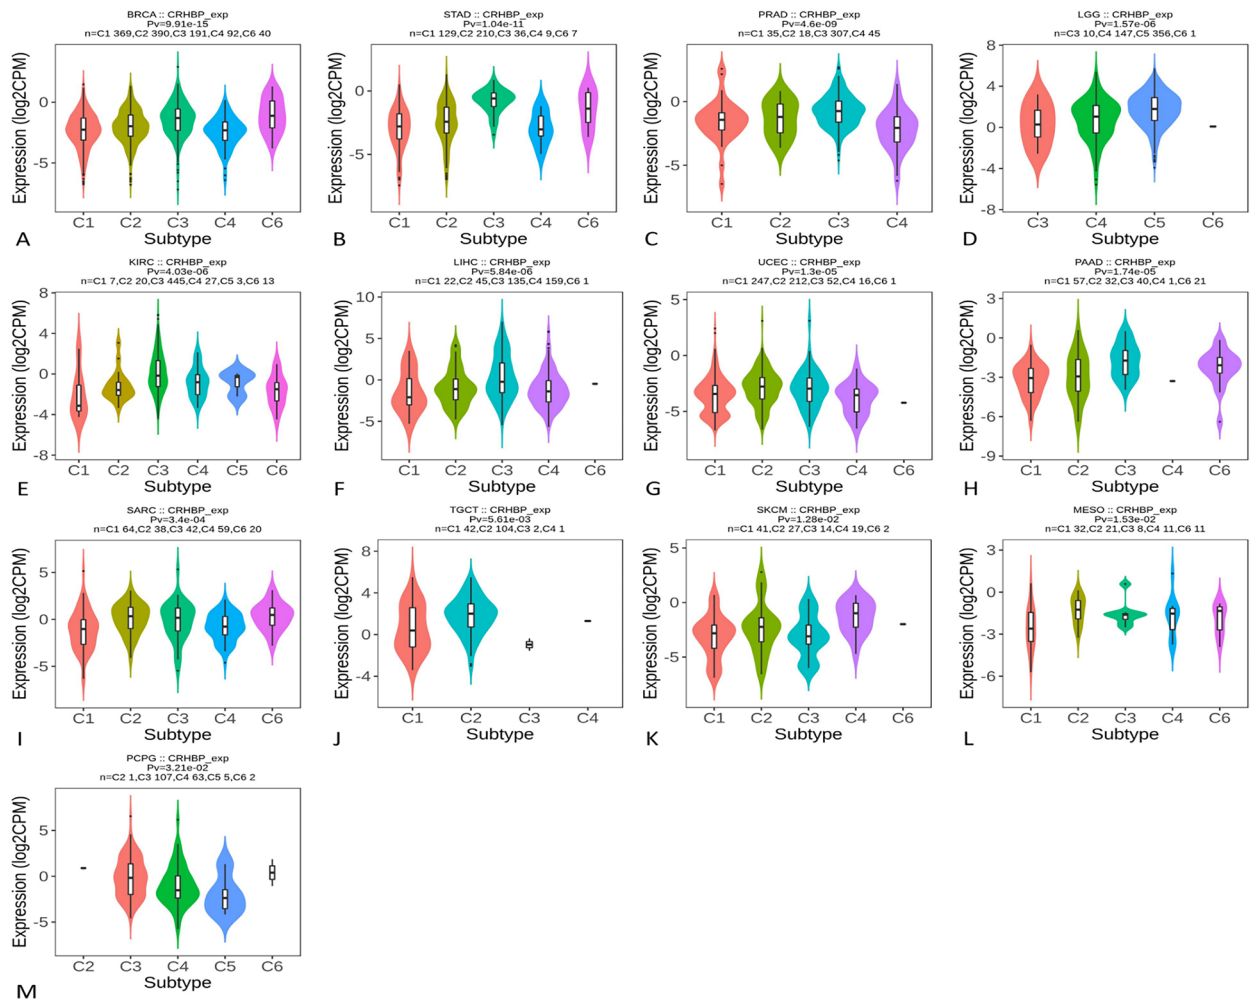 BRCA :: CRHBP_exp
Pv=9.91e-15
n=C1 369,C2 390,C3 191,C4 92,C6 40
Expression (log2CPM)
0
-5
C1 C2 C3 C4 C6
Subtype
A
STAD :: CRHBP_exp
Pv=1.04e-11
n=C1 129,C2 210,C3 36,C4 9,C6 7
Expression (log2CPM)
0
-5
C1 C2 C3 C4 C6
Subtype
B
PRAD :: CRHBP_exp
Pv=4.6e-09
n=C1 35,C2 18,C3 307,C4 45
Expression (log2CPM)
0
-5
C1 C2 C3 C4
Subtype
C
LGG :: CRHBP_exp
Pv=1.57e-06
n=C3 10,C4 147,C5 356,C6 1
Expression (log2CPM)
8
4
0
-4
-8
C3 C4 C5 C6
Subtype
D
KIRC :: CRHBP_exp
Pv=4.03e-06
n=C1 7,C2 20,C3 445,C4 27,C5 3,C6 13
Expression (log2CPM)
8
4
0
-4
-8
C1 C2 C3 C4 C5 C6
Subtype
E
LIHC :: CRHBP_exp
Pv=5.84e-06
n=C1 22,C2 45,C3 135,C4 159,C6 1
Expression (log2CPM)
10
5
0
-5
C1 C2 C3 C4 C6
Subtype
F
UCEC :: CRHBP_exp
Pv=1.3e-05
n=C1 247,C2 212,C3 52,C4 16,C6 1
Expression (log2CPM)
5
0
-5
C1 C2 C3 C4 C6
Subtype
G
PAAD :: CRHBP_exp
Pv=1.74e-05
n=C1 57,C2 32,C3 40,C4 1,C6 21
Expression (log2CPM)
3
0
-3
-6
-9
C1 C2 C3 C4 C6
Subtype
H
SARC :: CRHBP_exp
Pv=3.4e-04
n=C1 64,C2 38,C3 42,C4 59,C6 20
Expression (log2CPM)
5
0
-5
C1 C2 C3 C4 C6
Subtype
I
TGCT :: CRHBP_exp
Pv=5.61e-03
n=C1 42,C2 104,C3 2,C4 1
Expression (log2CPM)
8
4
0
-4
C1 C2 C3 C4
Subtype
J
SKCM :: CRHBP_exp
Pv=1.28e-02
n=C1 41,C2 27,C3 14,C4 19,C6 2
Expression (log2CPM)
5
0
-5
C1 C2 C3 C4 C6
Subtype
K
MESO :: CRHBP_exp
Pv=1.53e-02
n=C1 32,C2 21,C3 8,C4 11,C6 11
Expression (log2CPM)
3
0
-3
-6
C1 C2 C3 C4 C6
Subtype
L
PCPG :: CRHBP_exp
Pv=3.21e-02
n=C2 1,C3 107,C4 63,C5 5,C6 2
Expression (log2CPM)
5
0
-5
C2 C3 C4 C5 C6
Subtype
M